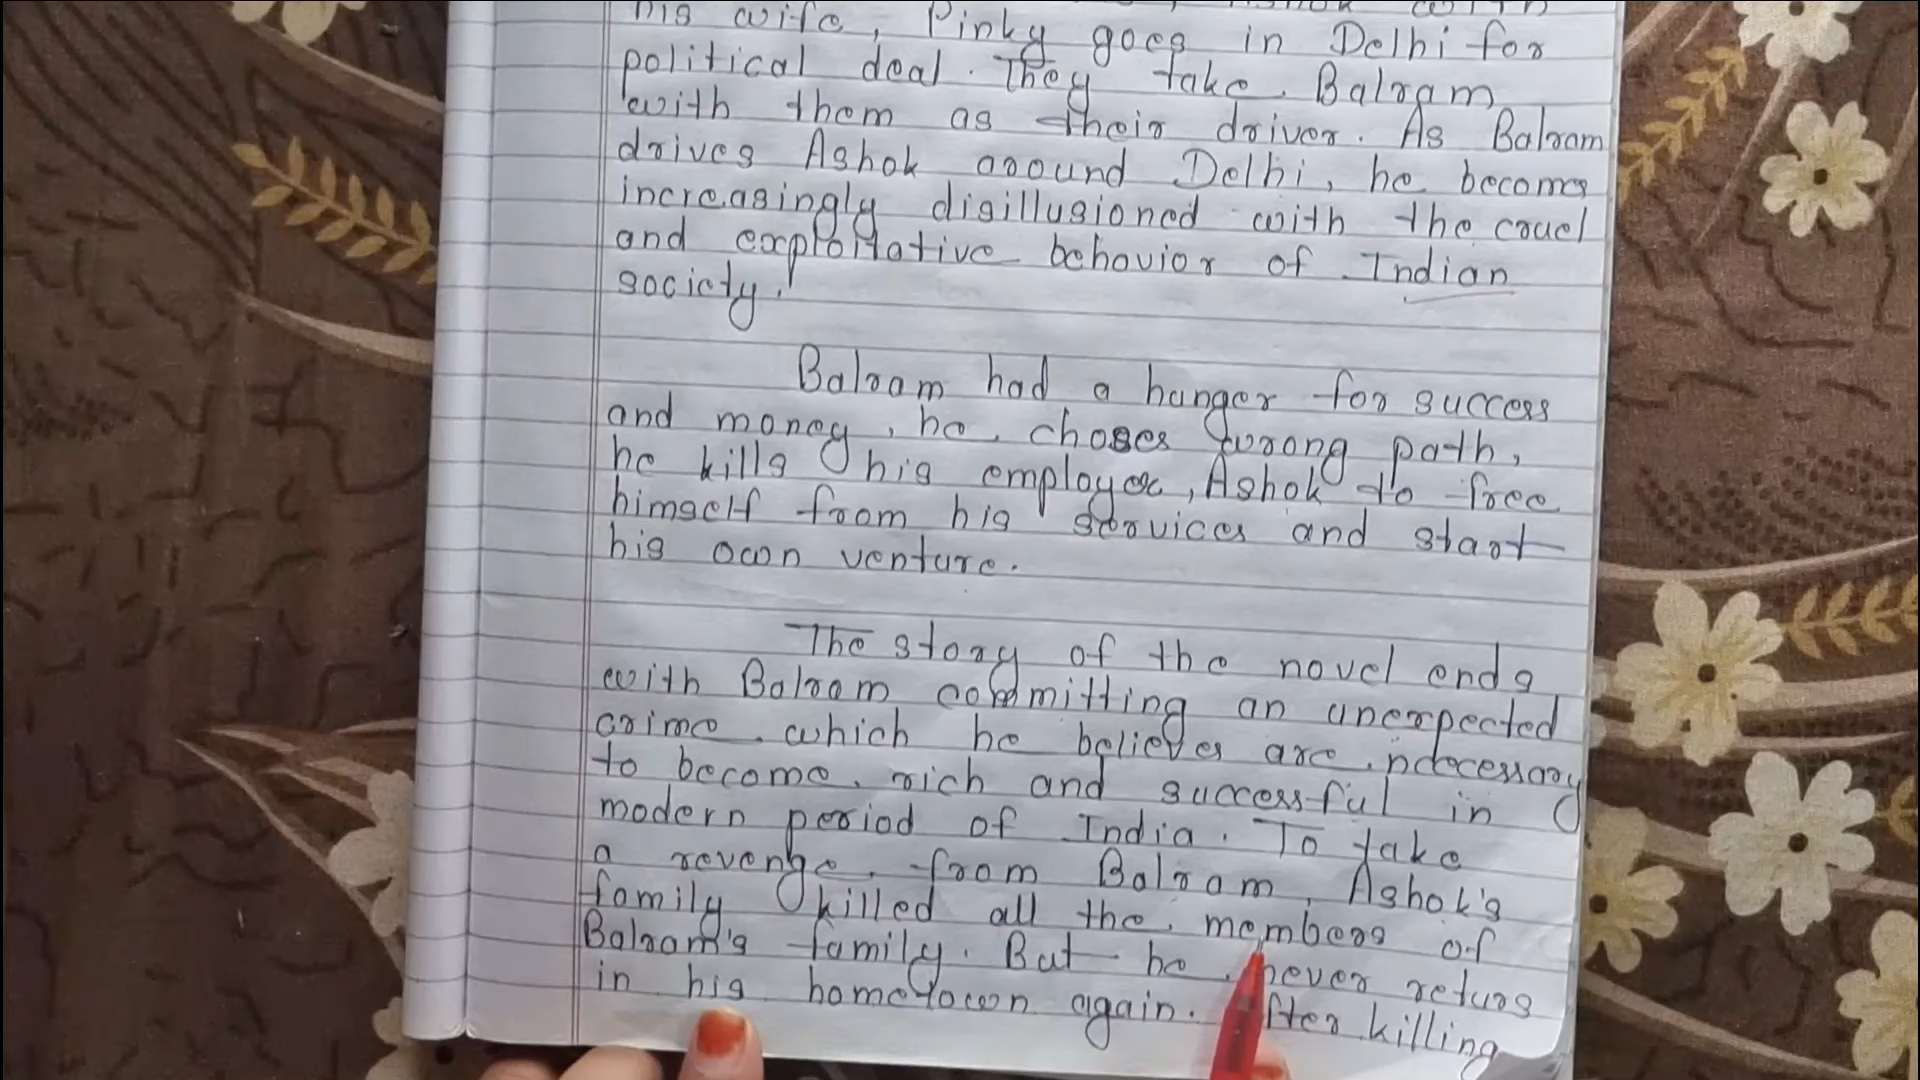 his wife, Pinky goes in Delhi for
political deal. They take Balram
with them as their driver. As Balram
drives Ashok around Delhi, he becomes
increasingly disillusioned with the cruel
and exploitative behavior of Indian
society.
Balram had a hunger for success
and money, he choses wrong path,
he kills his employee, Ashok to free
himself from his services and start
his own venture.
The story of the novel ends
with Balram committing an unexpected
crime which he believes are necessary
to become rich and successful in
modern period of India. To take
a revenge from Balram, Ashok's
family killed all the members of
Balram's family. But he never returs
in his hometown again. After killing